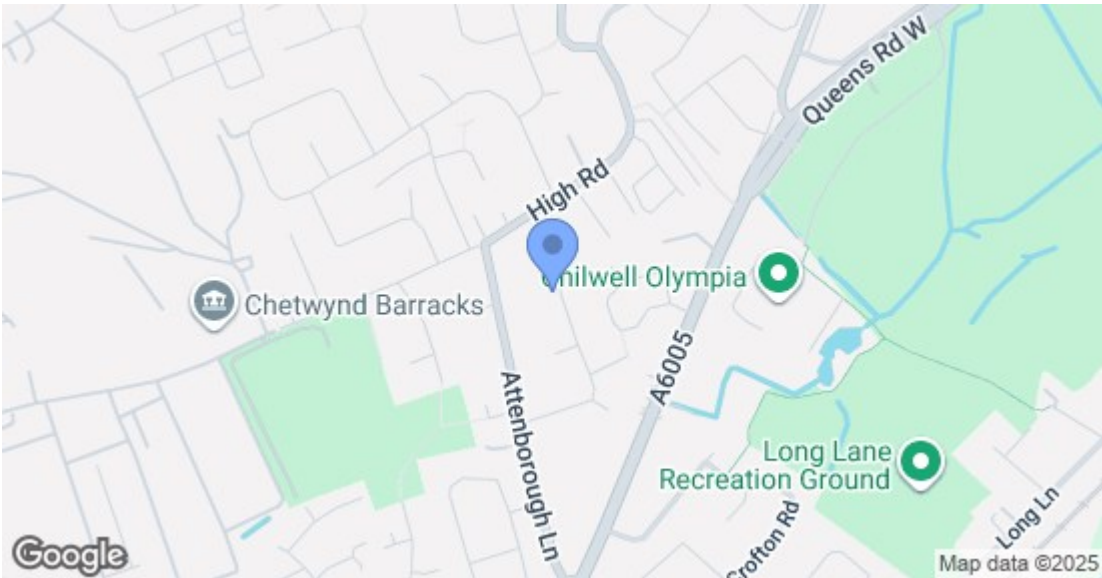 Queens Rd W
High Rd
Olympia
Chetwynd Barracks
A6005
Attenborough Ln
Long Lane
Recreation Ground
Long Ln
Crofton Rd
Google
Map data ©2025